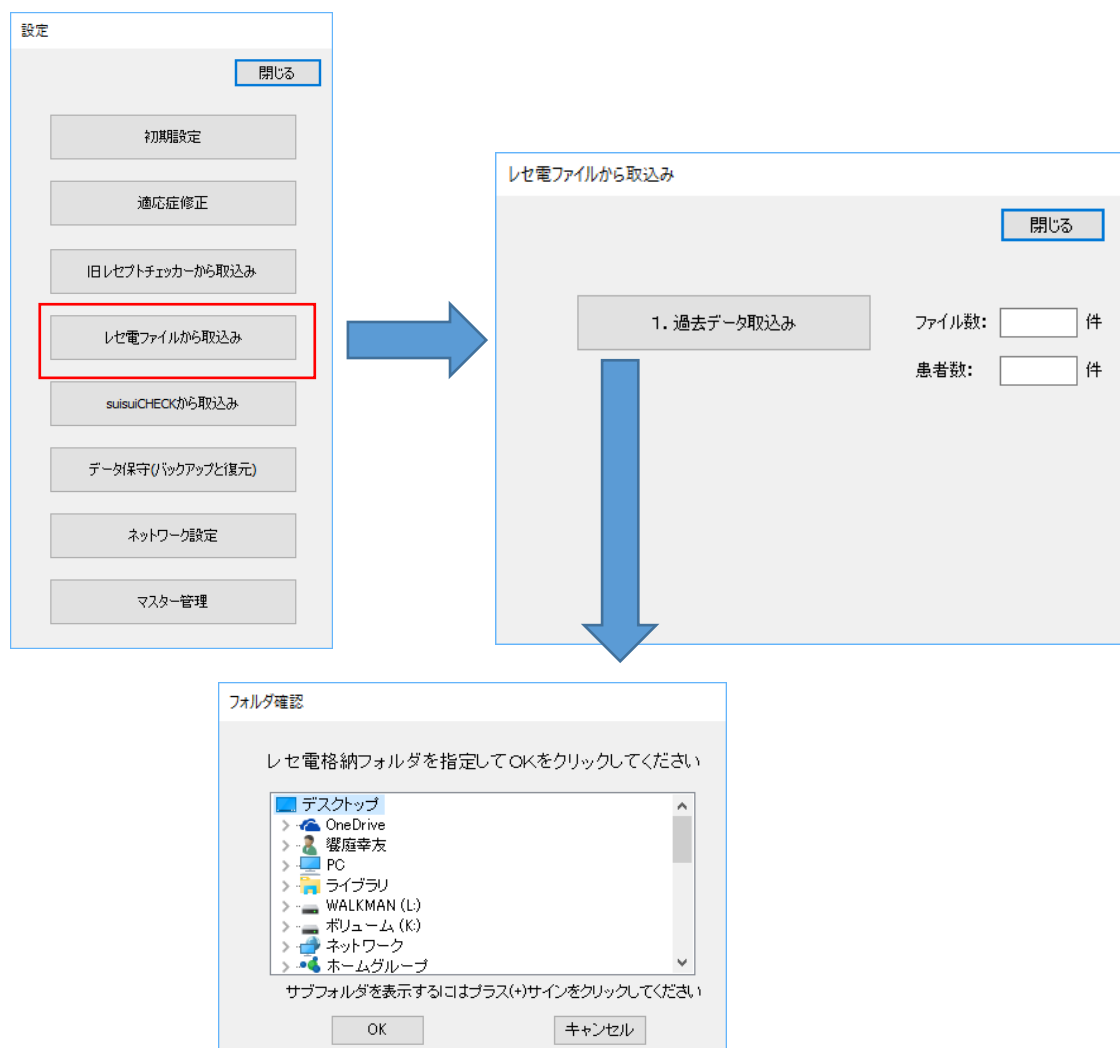 設定
閉じる
初期設定
適応症修正
旧レセプトチェッカーから取込み
レセ電ファイルから取込み
suisuiCHECKから取込み
データ保守(バックアップと復元)
ネットワーク設定
マスター管理
レセ電ファイルから取込み
閉じる
1. 過去データ取込み
ファイル数: 件
患者数: 件
フォルダ確認
レセ電格納フォルダを指定してOKをクリックしてください
デスクトップ
OneDrive
饗庭幸友
PC
ライブラリ
WALKMAN (L:)
ボリューム (K:)
ネットワーク
ホームグループ
サブフォルダを表示するにはプラス(+)サインをクリックしてください
OK
キャンセル